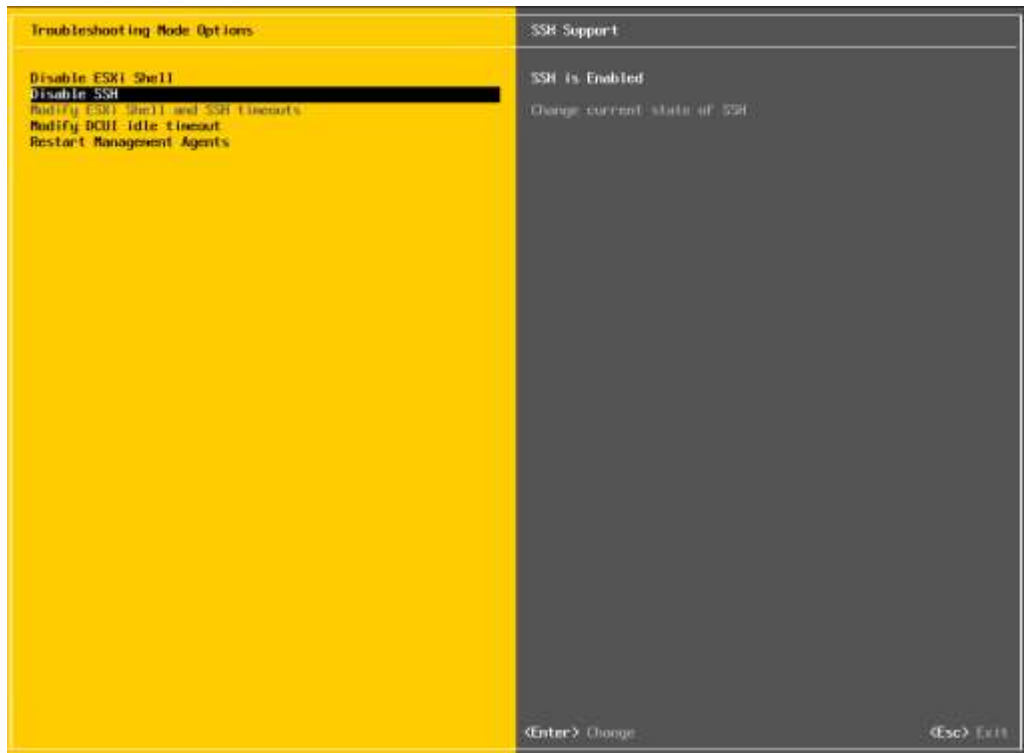 Troubleshooting Mode Options
Disable ESXi Shell
Disable SSH
Modify ESXi Shell and SSH timeouts
Modify DCUI idle timeout
Restart Management Agents
SSH Support
SSH is Enabled
Change current state of SSH
<Enter> Change
<Esc> Exit